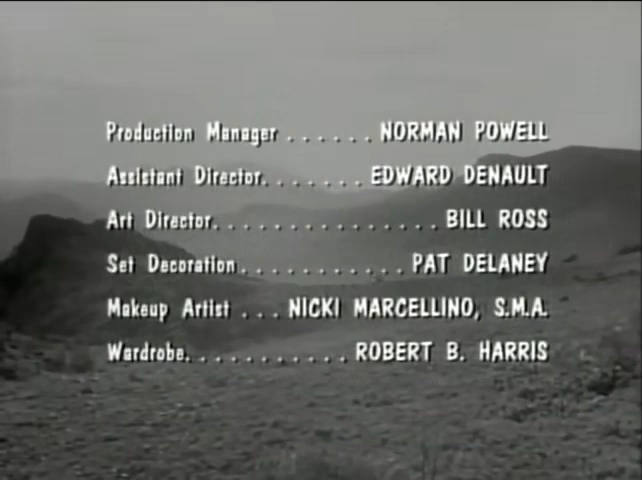 Production Manager . . . . . . NORMAN POWELL
Assistant Director. . . . . . . EDWARD DENAULT
Art Director. . . . . . . . . . . . . . . BILL ROSS
Set Decoration . . . . . . . . . . . PAT DELANEY
Makeup Artist . . . NICKI MARCELLINO, S.M.A.
Wardrobe. . . . . . . . . . . ROBERT B. HARRIS